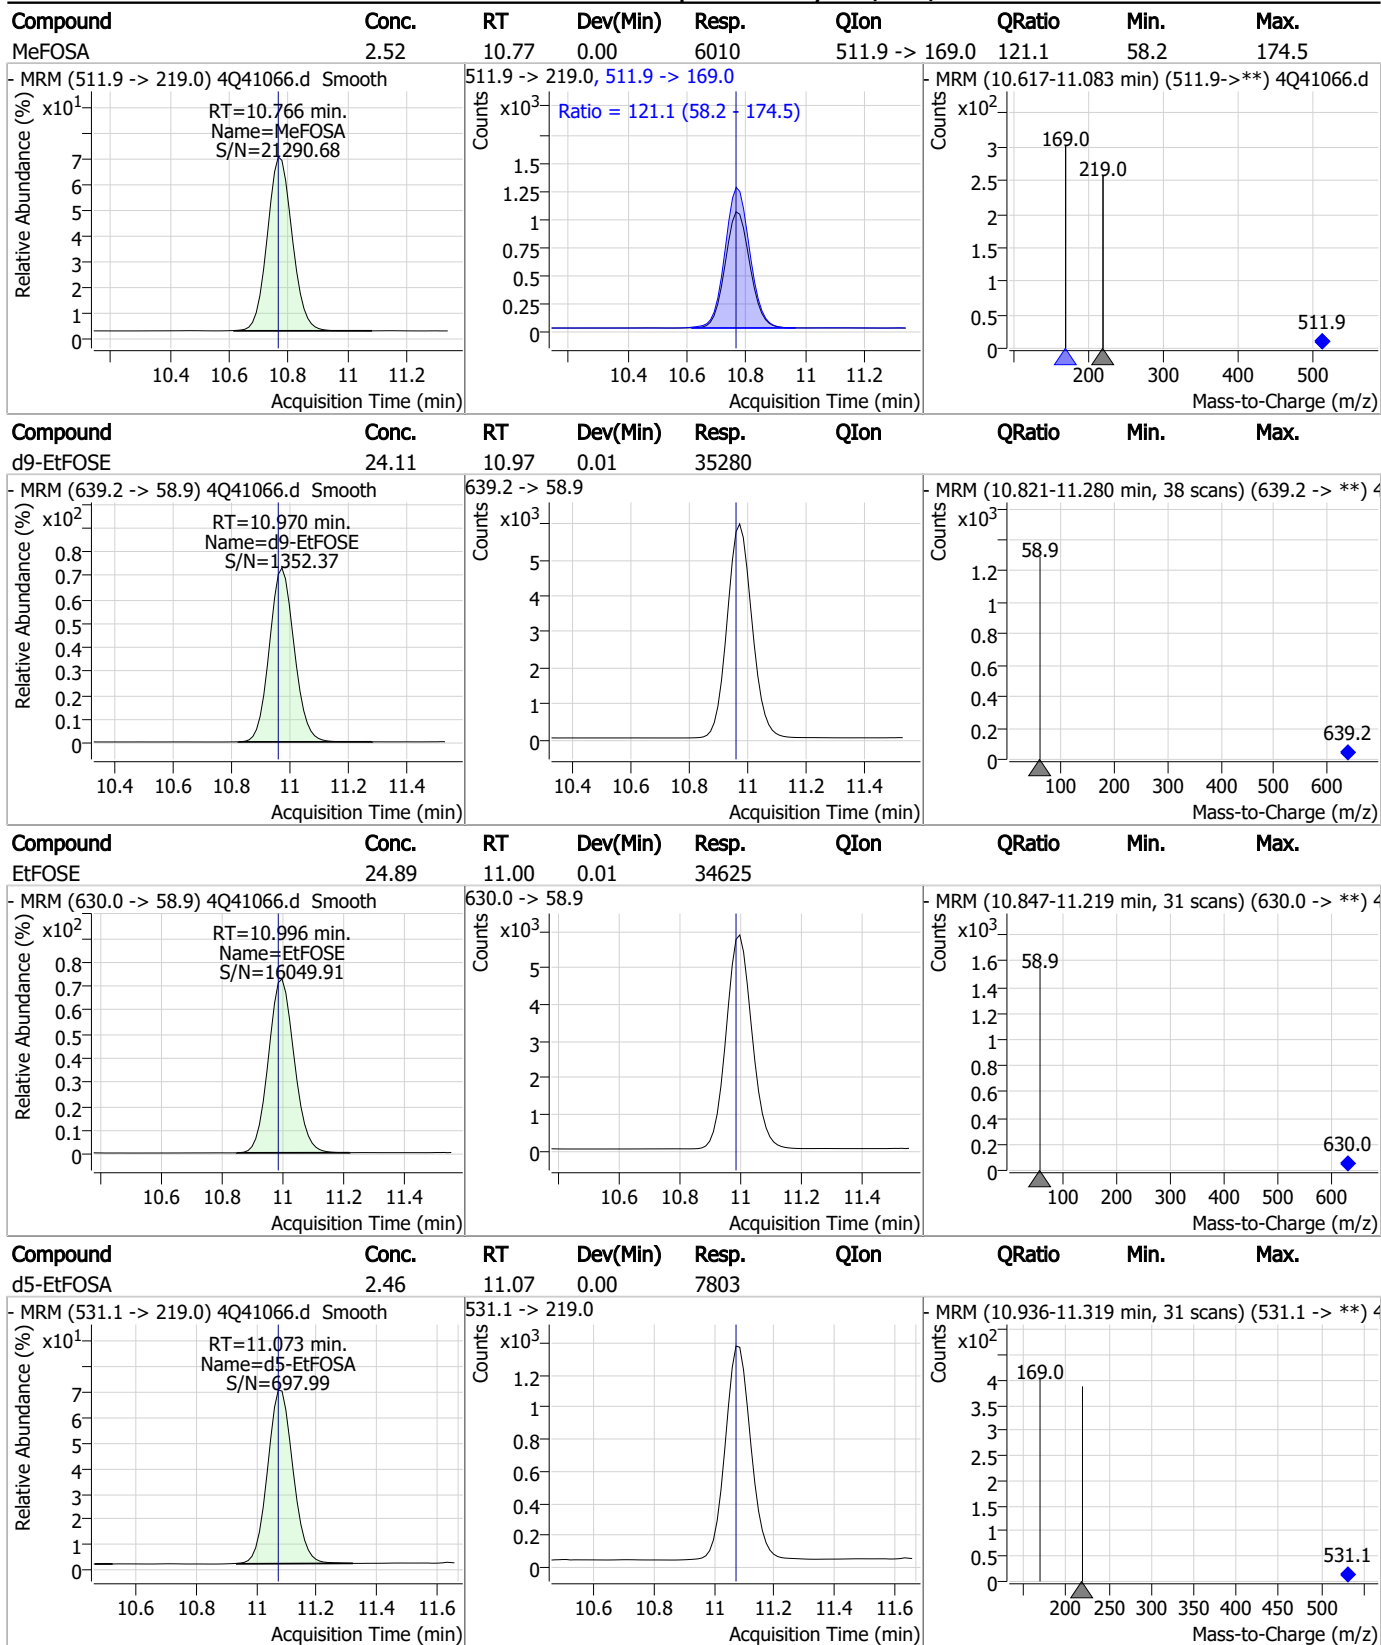 Compound Conc. RT Dev(Min) Resp. QIon QRatio Min. Max.
MeFOSA 2.52 10.77 0.00 6010 511.9 -> 169.0 121.1 58.2 174.5
- MRM (511.9 -> 219.0) 4Q41066.d Smooth
Relative Abundance (%)
x10¹
RT=10.766 min.
Name=MeFOSA
S/N=21290.68
7
6
5
4
3
2
1
0
10.4 10.6 10.8 11 11.2
Acquisition Time (min)
511.9 -> 219.0, 511.9 -> 169.0
Counts
x10³
Ratio = 121.1 (58.2 - 174.5)
1.5
1.25
1
0.75
0.5
0.25
0
10.4 10.6 10.8 11 11.2
Acquisition Time (min)
- MRM (10.617-11.083 min) (511.9->**) 4Q41066.d
Counts
x10²
169.0
219.0
511.9
3
2.5
2
1.5
1
0.5
0
200 300 400 500
Mass-to-Charge (m/z)
Compound Conc. RT Dev(Min) Resp. QIon QRatio Min. Max.
d9-EtFOSE 24.11 10.97 0.01 35280
- MRM (639.2 -> 58.9) 4Q41066.d Smooth
Relative Abundance (%)
x10²
RT=10.970 min.
Name=d9-EtFOSE
S/N=1352.37
0.8
0.7
0.6
0.5
0.4
0.3
0.2
0.1
0
10.4 10.6 10.8 11 11.2 11.4
Acquisition Time (min)
639.2 -> 58.9
Counts
x10³
5
4
3
2
1
0
10.4 10.6 10.8 11 11.2 11.4
Acquisition Time (min)
- MRM (10.821-11.280 min, 38 scans) (639.2 -> **) 4
Counts
x10³
58.9
639.2
1.2
1
0.8
0.6
0.4
0.2
0
100 200 300 400 500 600
Mass-to-Charge (m/z)
Compound Conc. RT Dev(Min) Resp. QIon QRatio Min. Max.
EtFOSE 24.89 11.00 0.01 34625
- MRM (630.0 -> 58.9) 4Q41066.d Smooth
Relative Abundance (%)
x10²
RT=10.996 min.
Name=EtFOSE
S/N=16049.91
0.8
0.7
0.6
0.5
0.4
0.3
0.2
0.1
0
10.6 10.8 11 11.2 11.4
Acquisition Time (min)
630.0 -> 58.9
Counts
x10³
5
4
3
2
1
0
10.6 10.8 11 11.2 11.4
Acquisition Time (min)
- MRM (10.847-11.219 min, 31 scans) (630.0 -> **) 4
Counts
x10³
58.9
630.0
1.6
1.4
1.2
1
0.8
0.6
0.4
0.2
0
100 200 300 400 500 600
Mass-to-Charge (m/z)
Compound Conc. RT Dev(Min) Resp. QIon QRatio Min. Max.
d5-EtFOSA 2.46 11.07 0.00 7803
- MRM (531.1 -> 219.0) 4Q41066.d Smooth
Relative Abundance (%)
x10¹
RT=11.073 min.
Name=d5-EtFOSA
S/N=697.99
7
6
5
4
3
2
1
0
10.6 10.8 11 11.2 11.4 11.6
Acquisition Time (min)
531.1 -> 219.0
Counts
x10³
1.2
1
0.8
0.6
0.4
0.2
0
10.6 10.8 11 11.2 11.4 11.6
Acquisition Time (min)
- MRM (10.936-11.319 min, 31 scans) (531.1 -> **) 4
Counts
x10²
169.0
531.1
4
3.5
3
2.5
2
1.5
1
0.5
0
200 250 300 350 400 450 500
Mass-to-Charge (m/z)